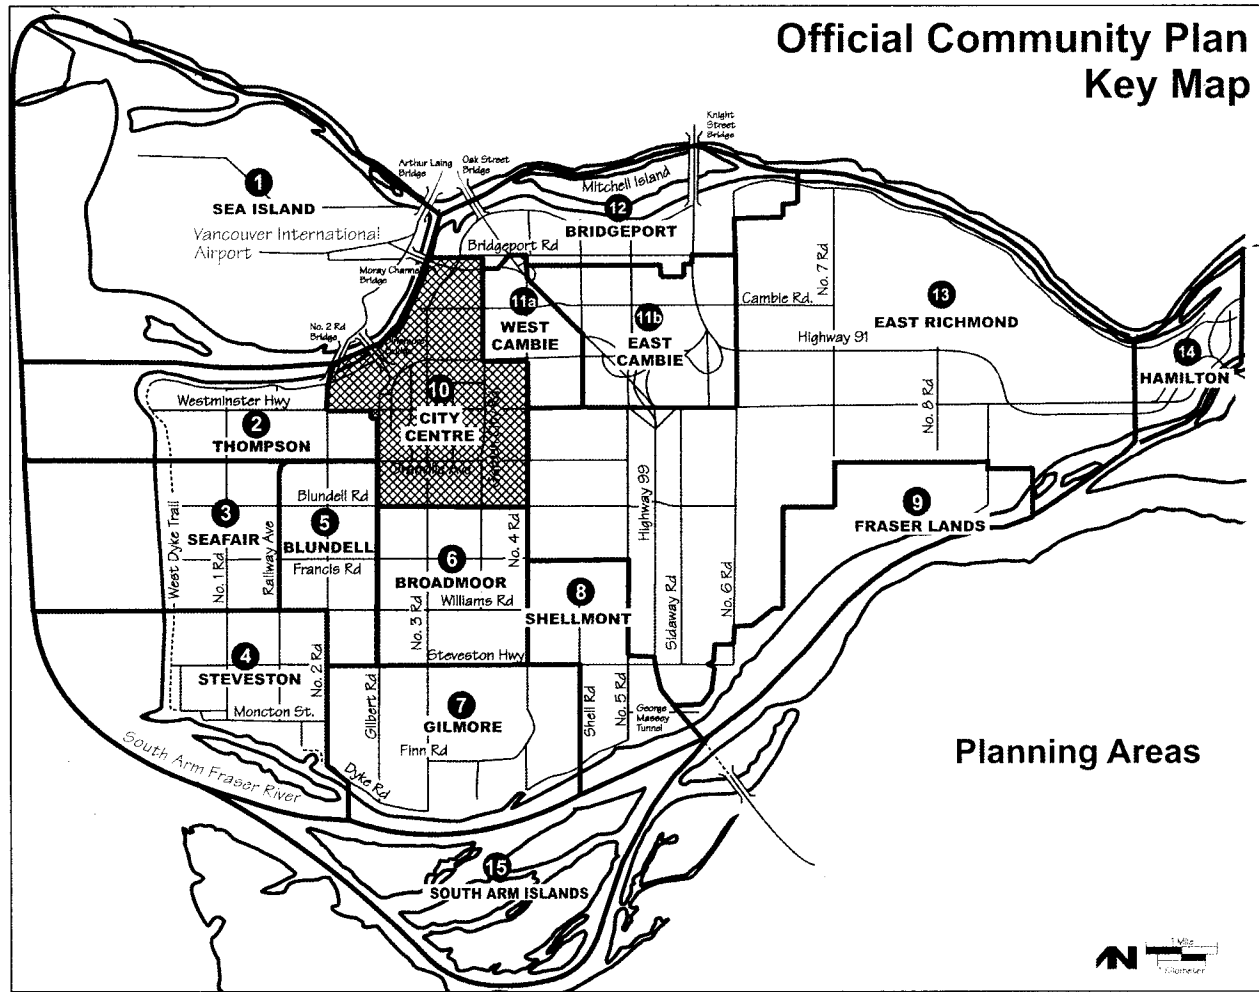 Official Community Plan
Key Map
Knight
Street
Bridge
Arthur Laing
Bridge
Oak Street
Bridge
Mitchell Island
1
SEA ISLAND
12
BRIDGEPORT
Vancouver International
Airport
Bridgeport Rd
No. 7 Rd
Moray Channel
Bridge
11a
WEST
CAMBIE
11b
EAST
CAMBIE
Cambie Rd.
13
EAST RICHMOND
No. 2 Rd
Bridge
Highway 91
14
HAMILTON
10
CITY
CENTRE
Westminster Hwy
2
THOMPSON
No. 8 Rd
Blundell Rd
West Dyke Trail
3
SEAFAIR
No. 1 Rd
Railway Ave
5
BLUNDELL
Francis Rd
No. 4 Rd
6
BROADMOOR
Williams Rd
No. 3 Rd
Highway 99
9
FRASER LANDS
8
SHELLMONT
Sidaway Rd
No. 6 Rd
4
STEVESTON
No. 2 Rd
Steveston Hwy
Moncton St.
Gilbert Rd
7
GILMORE
Finn Rd
Shell Rd
No. 5 Rd
George
Massey
Tunnel
Planning Areas
South Arm Fraser River
Dyke Rd
15
SOUTH ARM ISLANDS
N
1 Mile
1 Kilometer